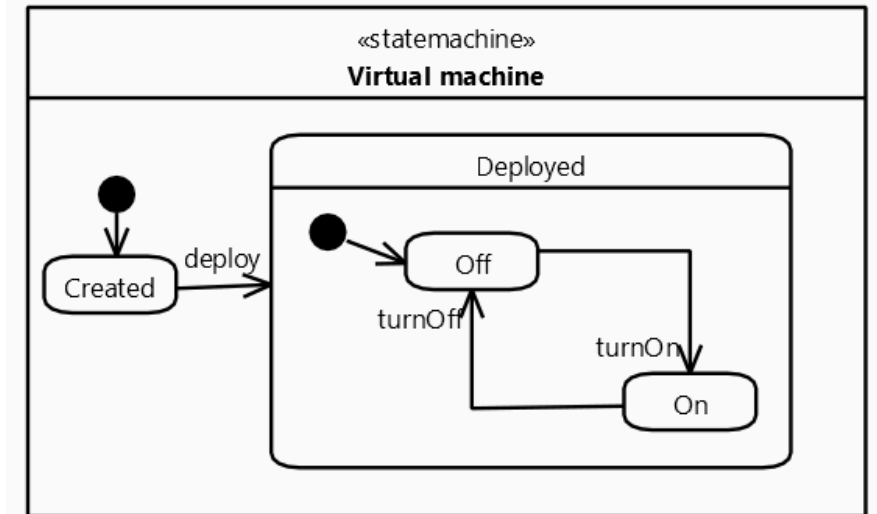 «statemachine»
Virtual machine
Deployed
deploy
Off
Created
turnOff
turnOn
On